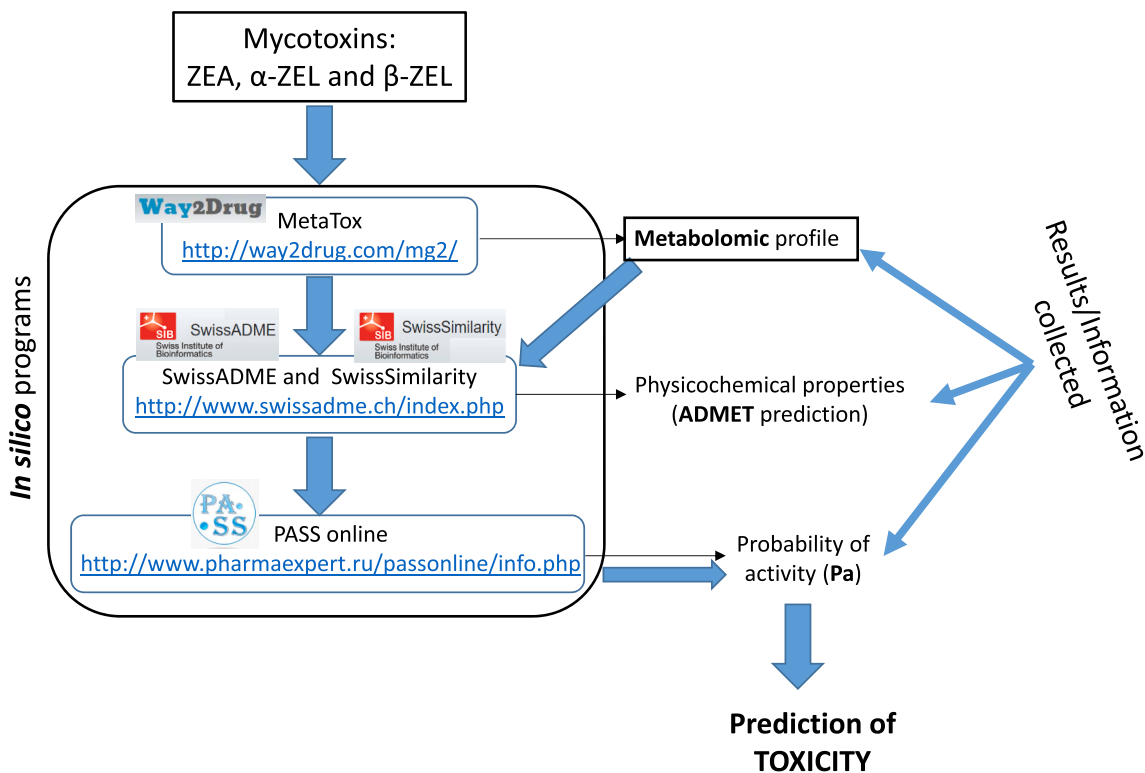 Mycotoxins:
ZEA, α-ZEL and β-ZEL
Way2Drug
MetaTox
http://way2drug.com/mg2/
Metabolomic profile
In silico programs
SIB
SwissADME
Swiss Institute of
Bioinformatics
SIB
SwissSimilarity
Swiss Institute of
Bioinformatics
SwissADME and SwissSimilarity
http://www.swissadme.ch/index.php
Physicochemical properties
(ADMET prediction)
Results/Information
collected
PA
SS
PASS online
http://www.pharmaexpert.ru/passonline/info.php
Probability of
activity (Pa)
Prediction of
TOXICITY